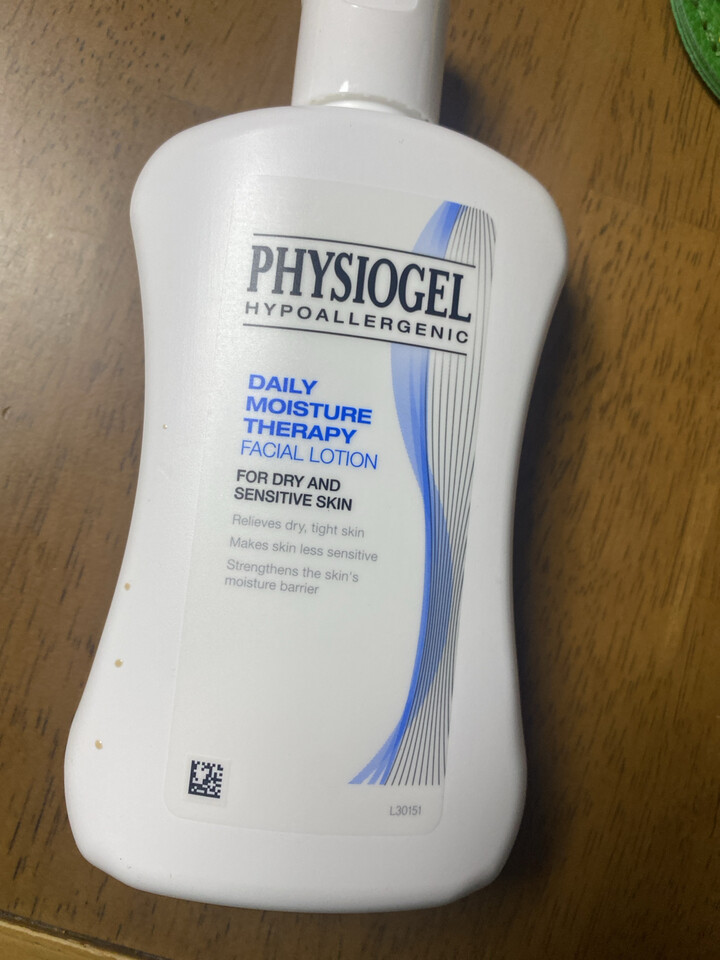 PHYSIOGEL
HYPOALLERGENIC
DAILY
MOISTURE
THERAPY
FACIAL LOTION
FOR DRY AND
SENSITIVE SKIN
Relieves dry, tight skin
Makes skin less sensitive
Strengthens the skin's
moisture barrier
L30151